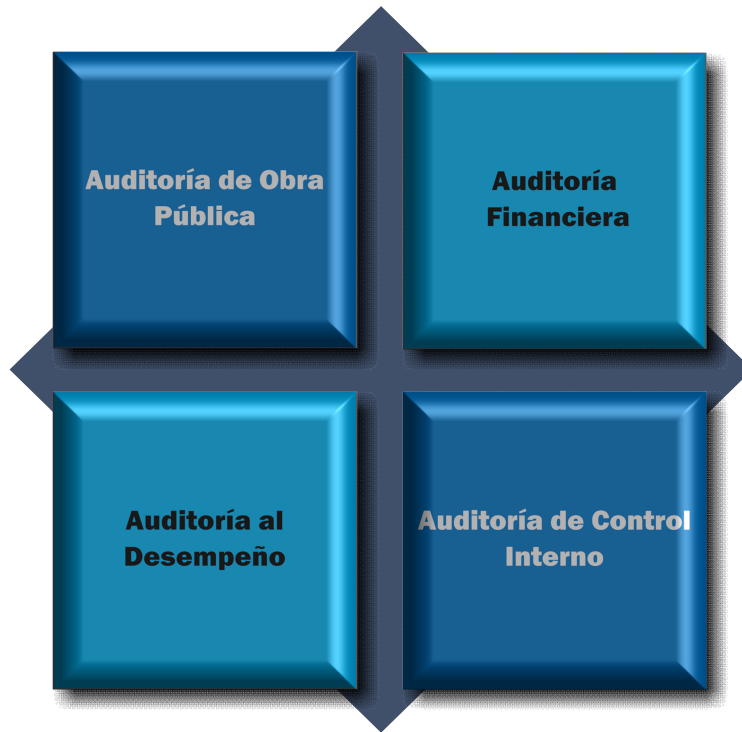 Auditoría de Obra
Pública
Auditoría
Financiera
Auditoría al
Desempeño
Auditoría de Control
Interno